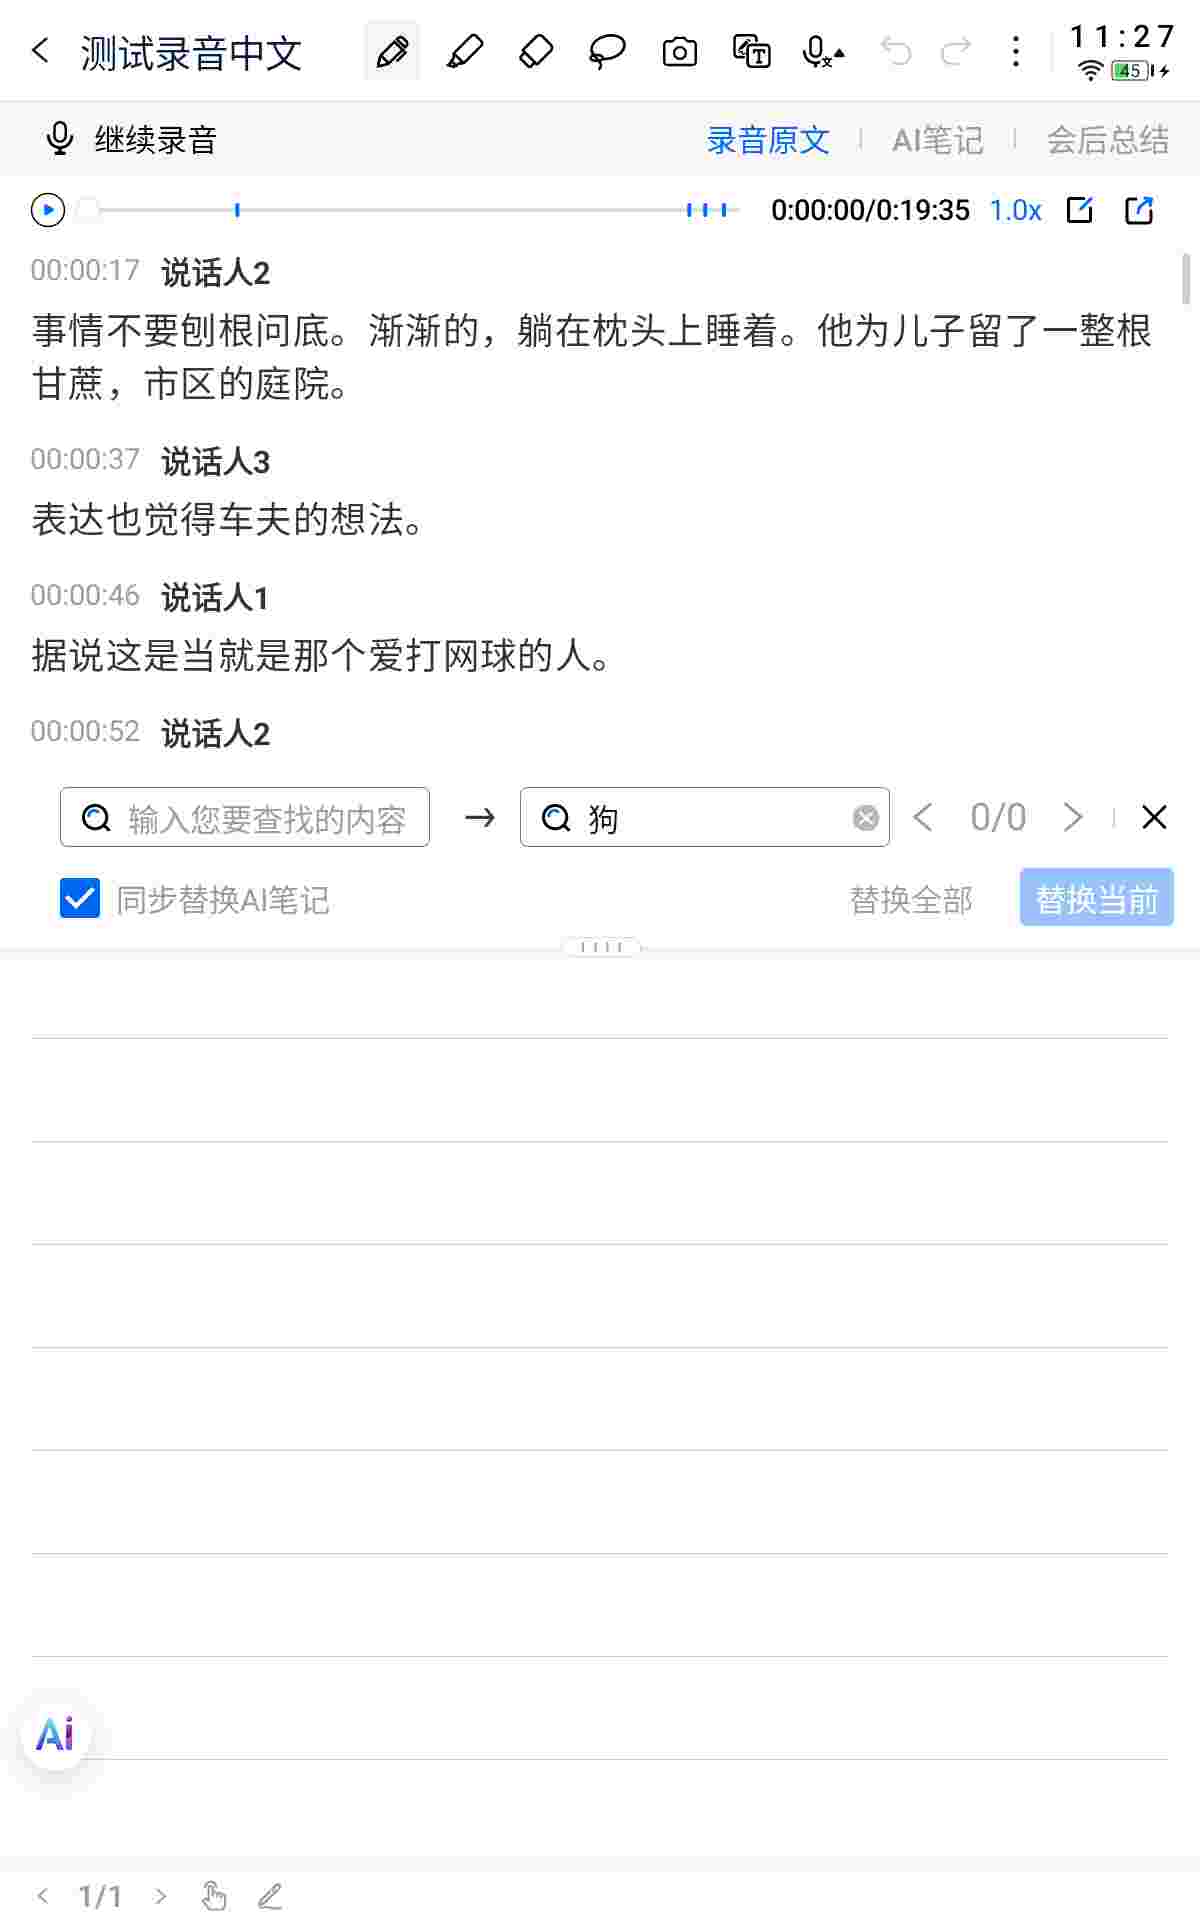 测试录音中文
11:27
45
继续录音
录音原文
AI笔记
会后总结
0:00:00/0:19:35
1.0x
00:00:17 说话人2
事情不要刨根问底。渐渐的，躺在枕头上睡着。他为儿子留了一整根
甘蔗，市区的庭院。
00:00:37 说话人3
表达也觉得车夫的想法。
00:00:46 说话人1
据说这是当就是那个爱打网球的人。
00:00:52 说话人2
输入您要查找的内容
狗
0/0
同步替换AI笔记
替换全部
替换当前
Ai
1/1